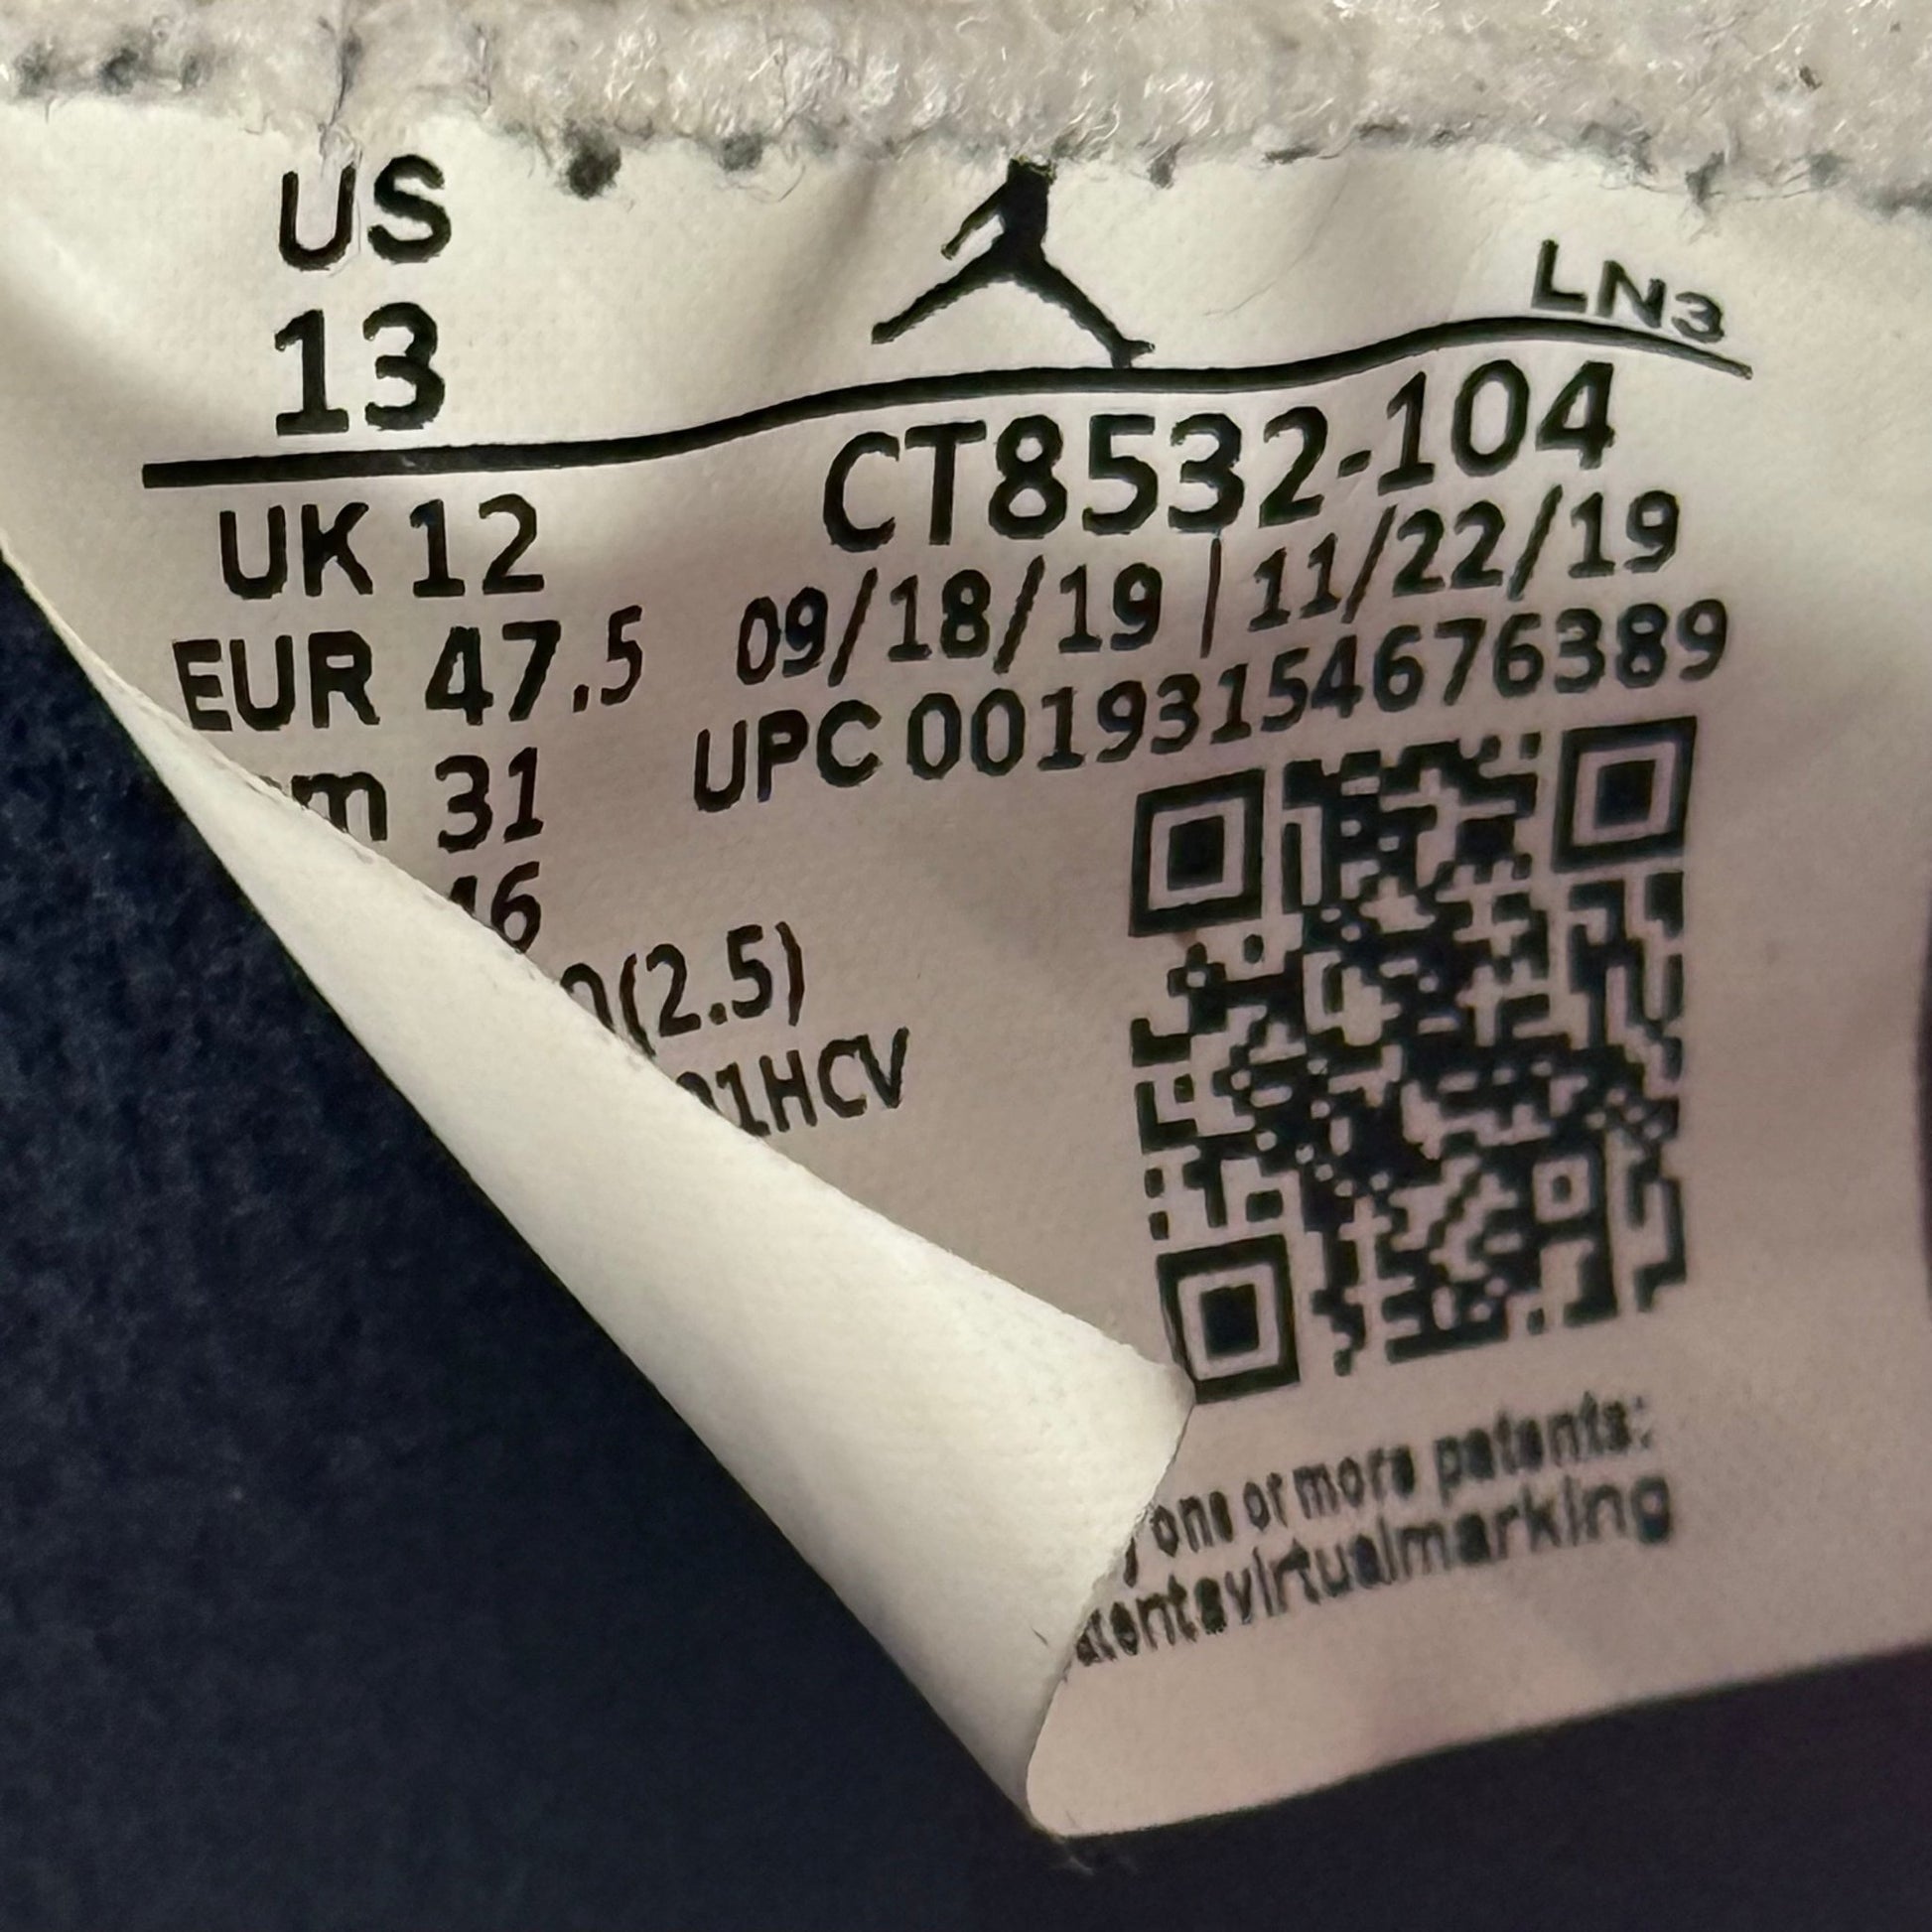 US
13
LN3
UK 12
EUR 47.5
31
CT8532-104
09/18/19 | 11/22/19
UPC 00193154676389
(2.5)
1HCV
one or more patents:
virtualmarking